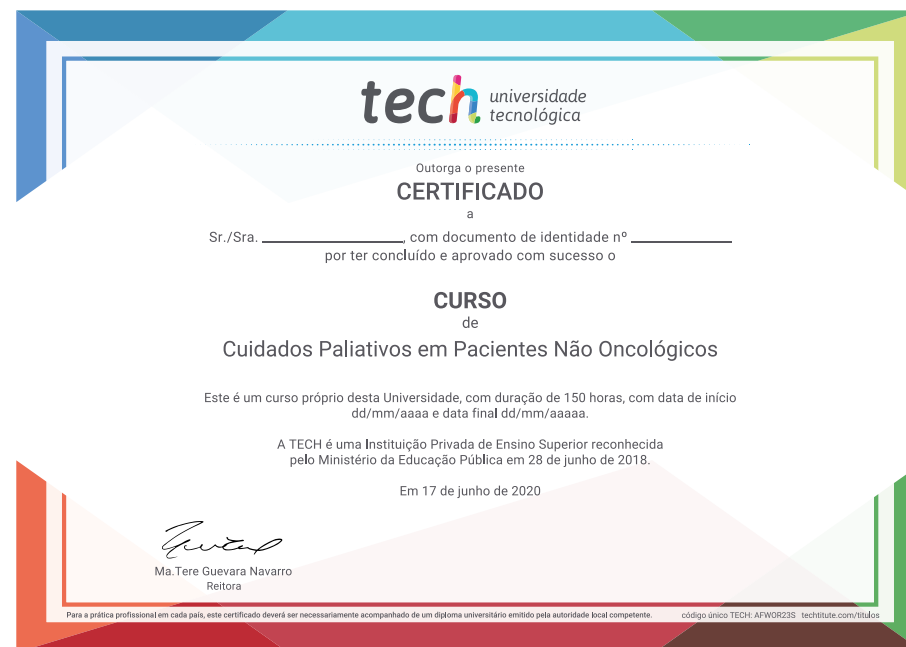 tech universidade
tecnológica
Outorga o presente
CERTIFICADO
a
Sr./Sra. ____________________, com documento de identidade nº ______________
por ter concluído e aprovado com sucesso o
CURSO
de
Cuidados Paliativos em Pacientes Não Oncológicos
Este é um curso próprio desta Universidade, com duração de 150 horas, com data de início
dd/mm/aaaa e data final dd/mm/aaaaa.
A TECH é uma Instituição Privada de Ensino Superior reconhecida
pelo Ministério da Educação Pública em 28 de junho de 2018.
Em 17 de junho de 2020
Ma.Tere Guevara Navarro
Reitora
Para a prática profissional em cada país, este certificado deverá ser necessariamente acompanhado de um diploma universitário emitido pela autoridade local competente. código único TECH: AFWOR23S techtitute.com/titulos